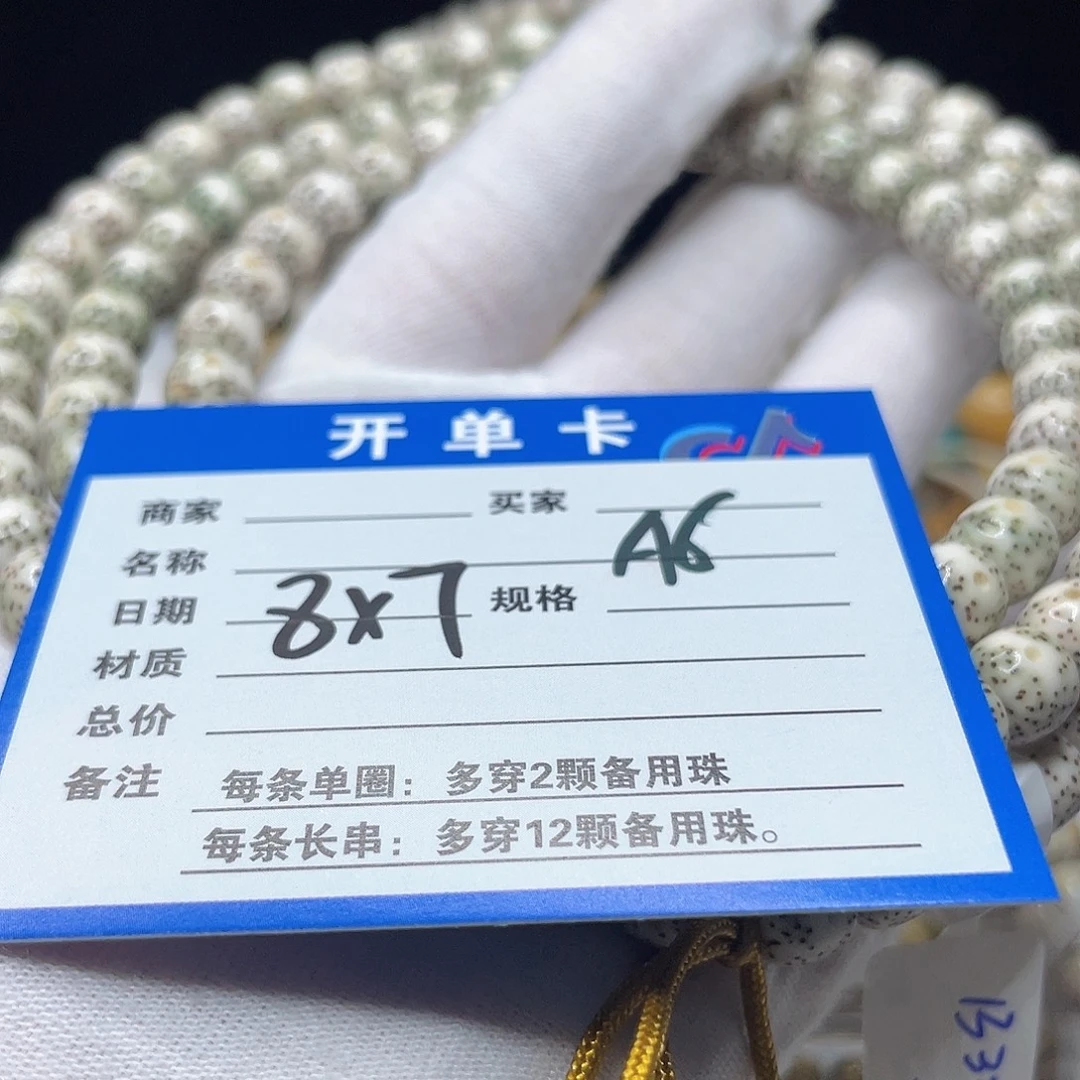 开单卡
商家 买家
A6
名称
日期 8x7 规格
材质
总价
备注 每条单圈：多穿2颗备用珠
每条长串：多穿12颗备用珠。